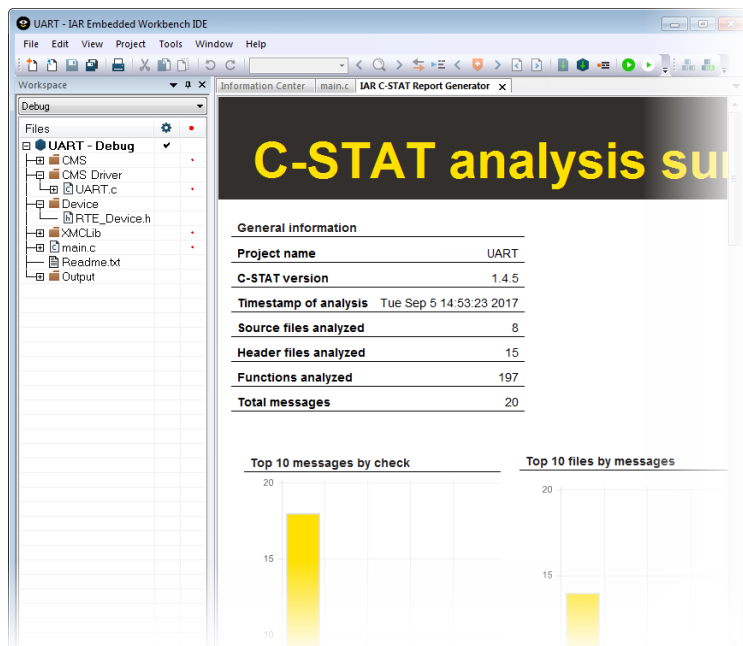 UART - IAR Embedded Workbench IDE
File Edit View Project Tools Window Help
Workspace
Information Center main.c IAR C-STAT Report Generator x
Debug
Files
UART - Debug
CMS
CMS Driver
UART.c
Device
RTE_Device.h
XMCLib
main.c
Readme.txt
Output
C-STAT analysis su
General information
Project name UART
C-STAT version 1.4.5
Timestamp of analysis Tue Sep 5 14:53:23 2017
Source files analyzed 8
Header files analyzed 15
Functions analyzed 197
Total messages 20
Top 10 messages by check
20
15
10
Top 10 files by messages
20
15